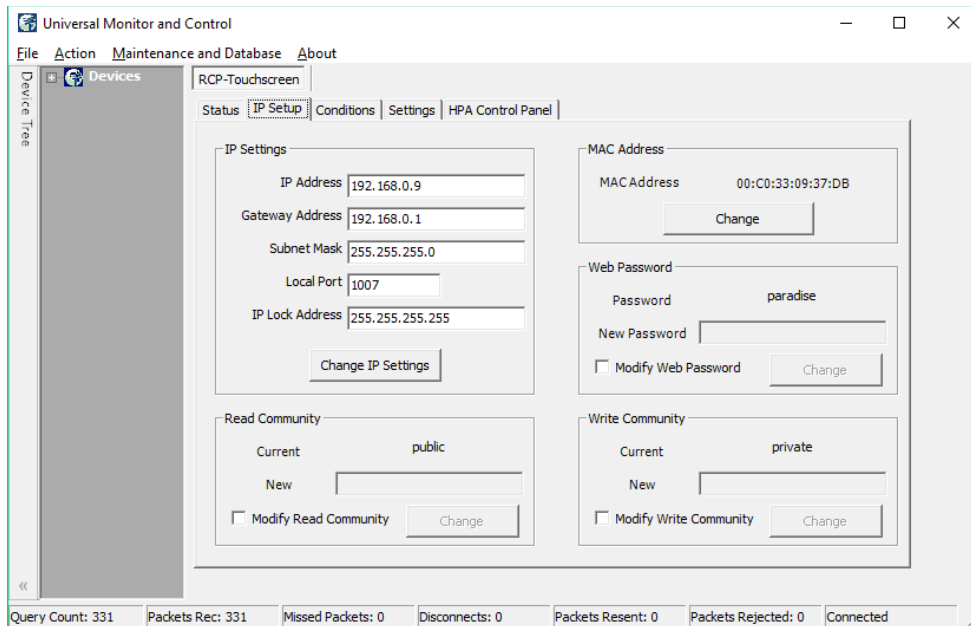 Universal Monitor and Control
File Action Maintenance and Database About
Device Tree
Devices
RCP-Touchscreen
Status IP Setup Conditions Settings HPA Control Panel
IP Settings
IP Address 192.168.0.9
Gateway Address 192.168.0.1
Subnet Mask 255.255.255.0
Local Port 1007
IP Lock Address 255.255.255.255
Change IP Settings
MAC Address
MAC Address 00:C0:33:09:37:DB
Change
Web Password
Password paradise
New Password
Modify Web Password Change
Read Community
Current public
New
Modify Read Community Change
Write Community
Current private
New
Modify Write Community Change
Query Count: 331 Packets Rec: 331 Missed Packets: 0 Disconnects: 0 Packets Resent: 0 Packets Rejected: 0 Connected